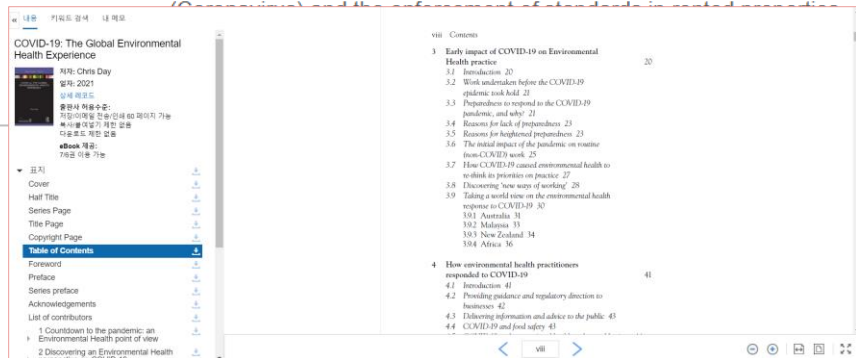 (Coronavirus) and the enforcement of standards in rented properties
내용 키워드 검색 내 메모
COVID-19: The Global Environmental
Health Experience
저자: Chris Day
일자: 2021
상세 레코드
출판사 허용수준:
저장/이메일 전송/인쇄 60 페이지 가능
복사/붙여넣기 제한 없음
다운로드 제한 없음
eBook 제공:
표지
Cover
Half Title
Series Page
Title Page
Copyright Page
Table of Contents
Foreword
Preface
Series preface
Acknowledgements
List of contributors
1 Countdown to the pandemic: an
Environmental Health point of view
2 Discovering an Environmental Health
viii Contents
3 Early impact of COVID-19 on Environmental
Health practice 20
3.1 Introduction 20
3.2 Work undertaken before the COVID-19
epidemic took hold 21
3.3 Preparedness to respond to the COVID-19
pandemic, and why? 21
3.4 Reasons for lack of preparedness 23
3.5 Reasons for heightened preparedness 23
3.6 The initial impact of the pandemic on routine
(non-COVID) work 25
3.7 How COVID-19 caused environmental health to
re-think its priorities on practice 27
3.8 Discovering ‘new ways of working’ 28
3.9 Taking a world view on the environmental health
response to COVID-19 30
3.9.1 Australia 31
3.9.2 Malaysia 33
3.9.3 New Zealand 34
3.9.4 Africa 36
4 How environmental health practitioners
responded to COVID-19 41
4.1 Introduction 41
4.2 Providing guidance and regulatory direction to
businesses 42
4.3 Delivering information and advice to the public 43
4.4 COVID-19 and food safety 43
viii